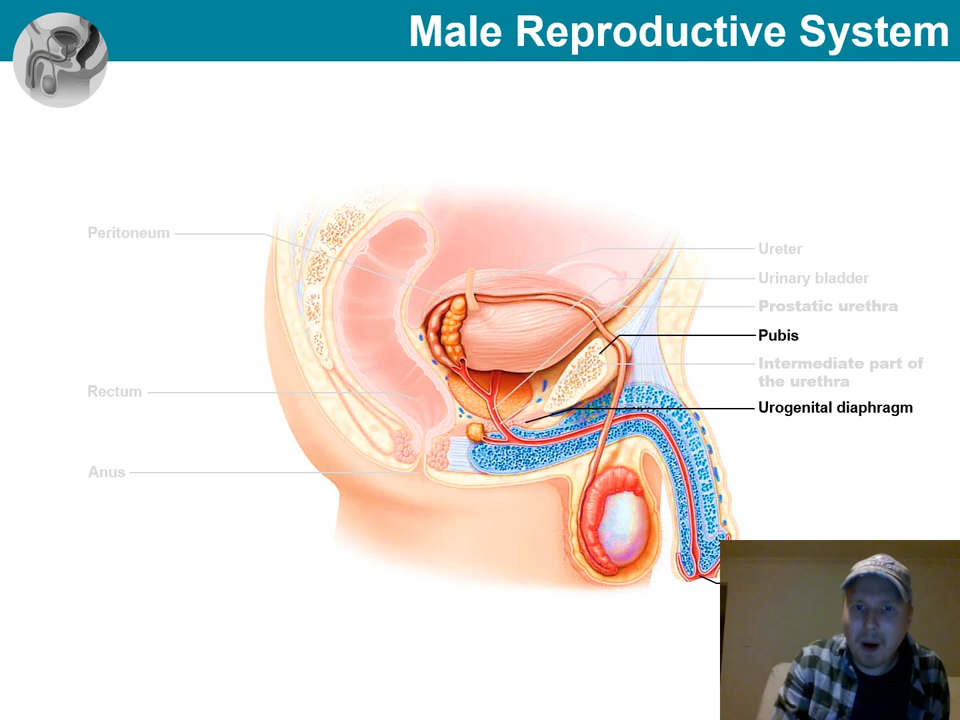 Male Reproductive System
Peritoneum
Ureter
Urinary bladder
Prostatic urethra
Pubis
Intermediate part of
the urethra
Rectum
Urogenital diaphragm
Anus